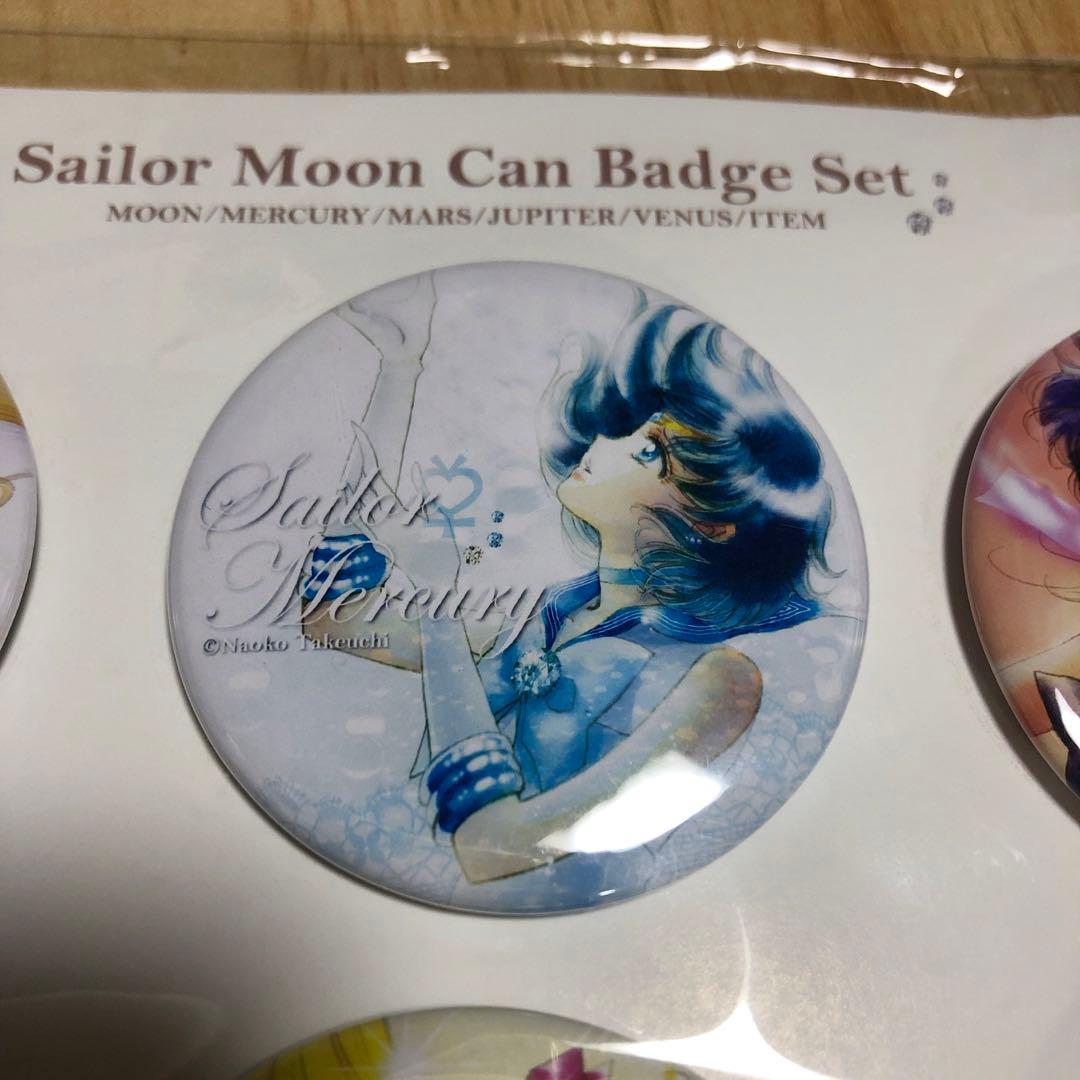 Sailor Moon Can Badge Set
MOON/MERCURY/MARS/JUPITER/VENUS/ITEM
Sailor
Mercury
©Naoko Takeuchi